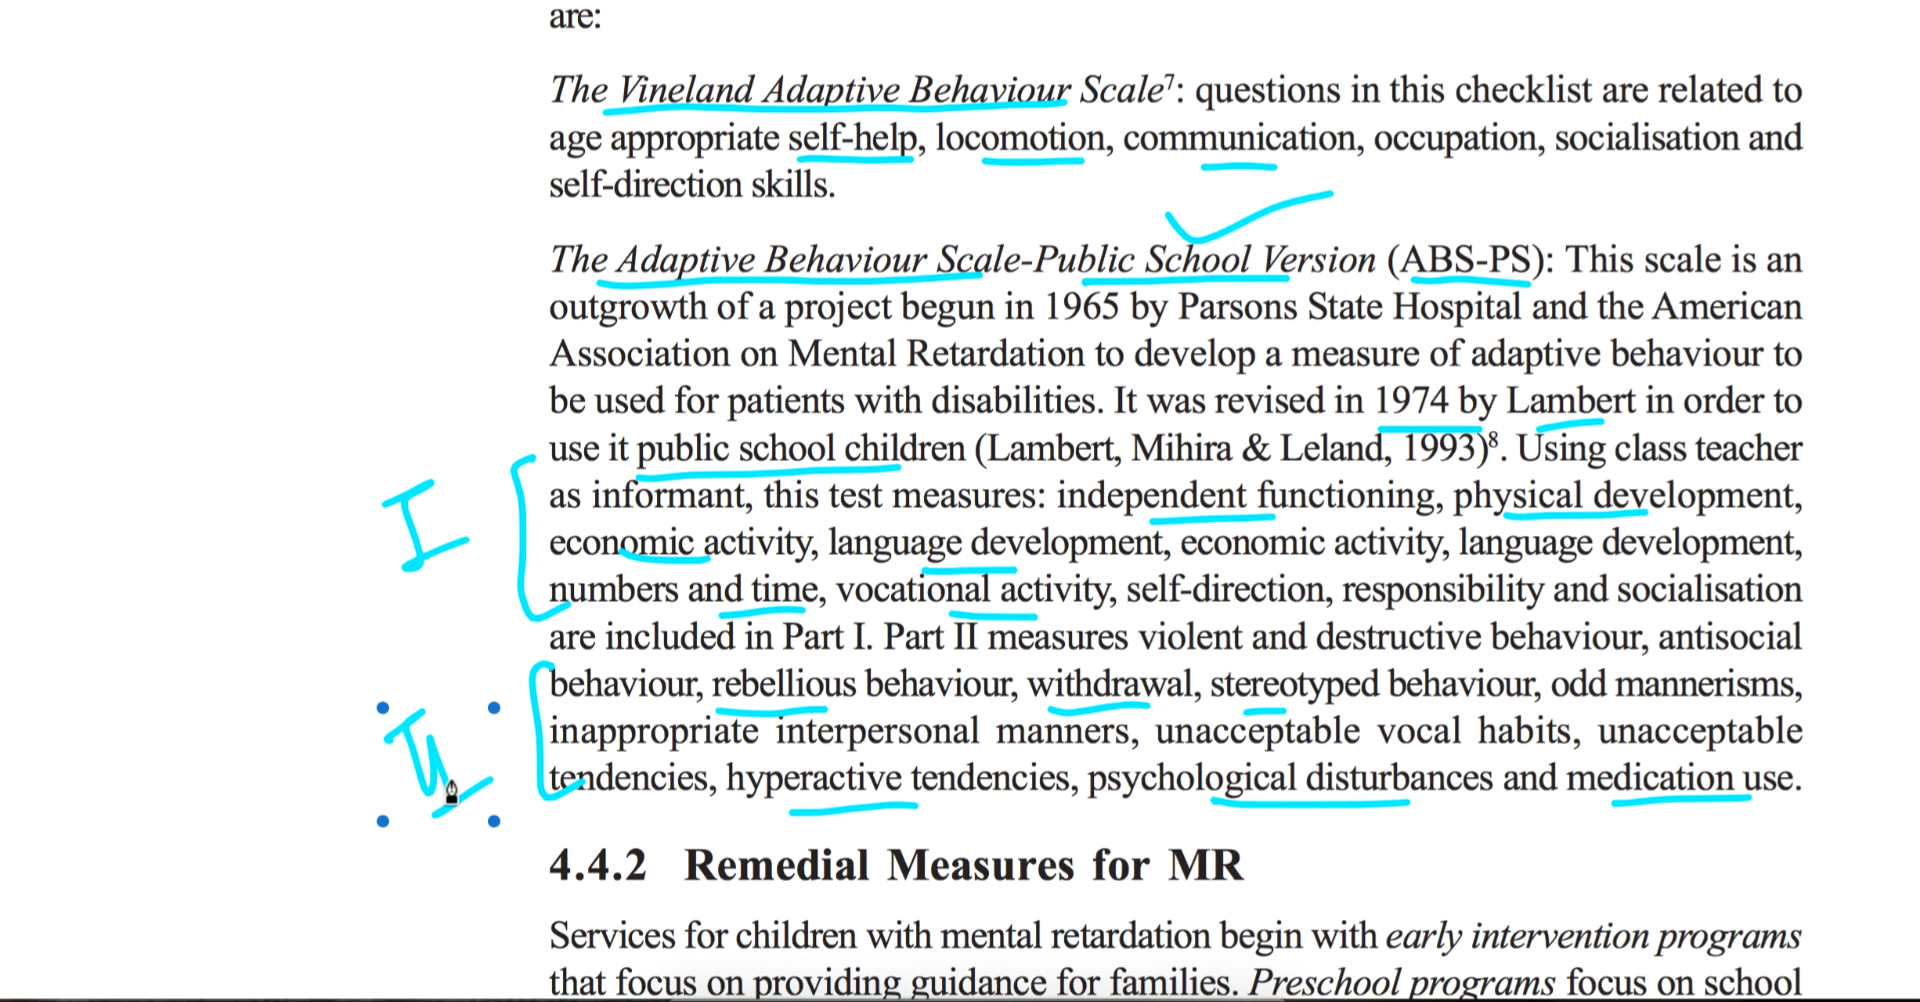 are:
The Vineland Adaptive Behaviour Scale⁷: questions in this checklist are related to
age appropriate self-help, locomotion, communication, occupation, socialisation and
self-direction skills.
The Adaptive Behaviour Scale-Public School Version (ABS-PS): This scale is an
outgrowth of a project begun in 1965 by Parsons State Hospital and the American
Association on Mental Retardation to develop a measure of adaptive behaviour to
be used for patients with disabilities. It was revised in 1974 by Lambert in order to
use it public school children (Lambert, Mihira & Leland, 1993)⁸. Using class teacher
as informant, this test measures: independent functioning, physical development,
I
economic activity, language development, economic activity, language development,
numbers and time, vocational activity, self-direction, responsibility and socialisation
are included in Part I. Part II measures violent and destructive behaviour, antisocial
behaviour, rebellious behaviour, withdrawal, stereotyped behaviour, odd mannerisms,
inappropriate interpersonal manners, unacceptable vocal habits, unacceptable
II
tendencies, hyperactive tendencies, psychological disturbances and medication use.
4.4.2 Remedial Measures for MR
Services for children with mental retardation begin with early intervention programs
that focus on providing guidance for families. Preschool programs focus on school